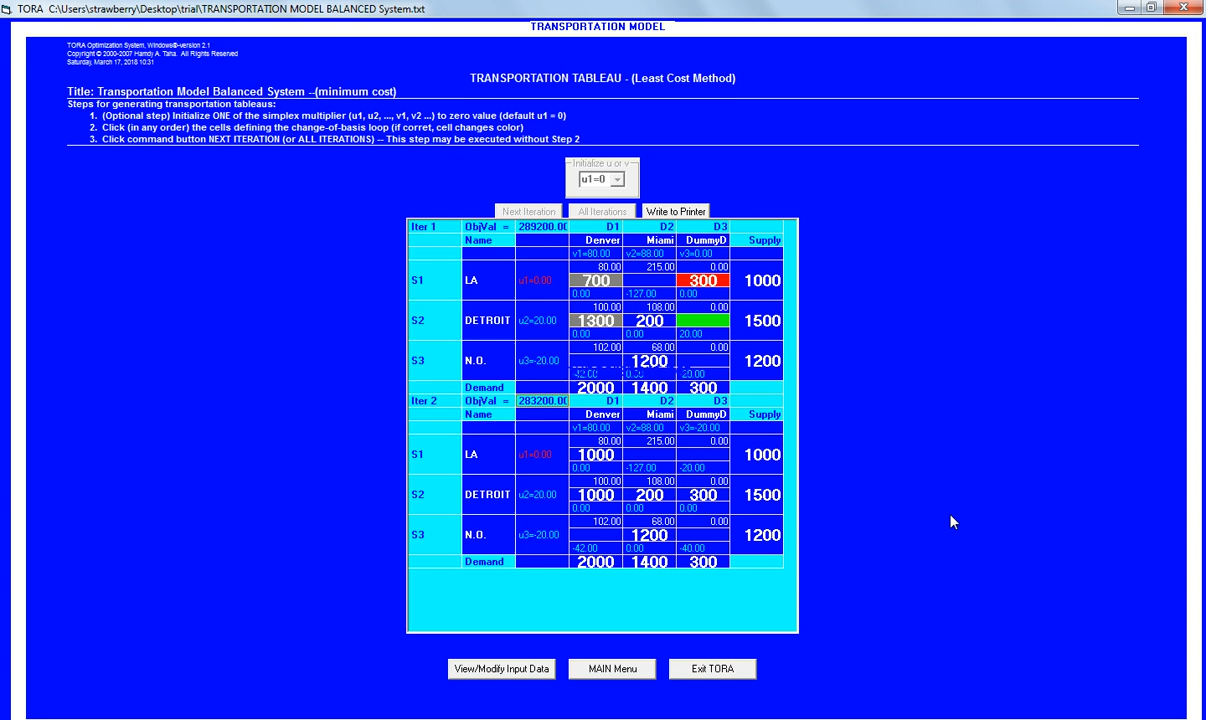 TORA C:\Users\strawberry\Desktop\trial\TRANSPORTATION MODEL BALANCED System.txt
TRANSPORTATION MODEL
TORA Optimization System, Windows®-version 2.1
Copyright © 2000-2007 Hamdy A. Taha. All Rights Reserved
Saturday, March 17, 2018 10:31
TRANSPORTATION TABLEAU - (Least Cost Method)
Title: Transportation Model Balanced System --(minimum cost)
Steps for generating transportation tableaus:
1. (Optional step) Initialize ONE of the simplex multiplier (u1, u2, ..., v1, v2 ...) to zero value (default u1 = 0)
2. Click (in any order) the cells defining the change-of-basis loop (if corret, cell changes color)
3. Click command button NEXT ITERATION (or ALL ITERATIONS) -- This step may be executed without Step 2
Initialize u or v
u1=0
Next Iteration All Iterations Write to Printer
Iter 1 ObjVal = 289200.00 D1 D2 D3
Name Denver Miami DummyD Supply
v1=80.00 v2=88.00 v3=0.00
80.00 215.00 0.00
S1 LA u1=0.00 700 300 1000
0.00 -127.00 0.00
100.00 108.00 0.00
S2 DETROIT u2=20.00 1300 200 1500
0.00 0.00 20.00
102.00 68.00 0.00
S3 N.O. u3=-20.00 1200 1200
-42.00 0.00 -20.00
Demand 2000 1400 300
Iter 2 ObjVal = 283200.00 D1 D2 D3
Name Denver Miami DummyD Supply
v1=80.00 v2=88.00 v3=-20.00
80.00 215.00 0.00
S1 LA u1=0.00 1000 1000
0.00 -127.00 -20.00
100.00 108.00 0.00
S2 DETROIT u2=20.00 1000 200 300 1500
0.00 0.00 0.00
102.00 68.00 0.00
S3 N.O. u3=-20.00 1200 1200
-42.00 0.00 -40.00
Demand 2000 1400 300
View/Modify Input Data MAIN Menu Exit TORA